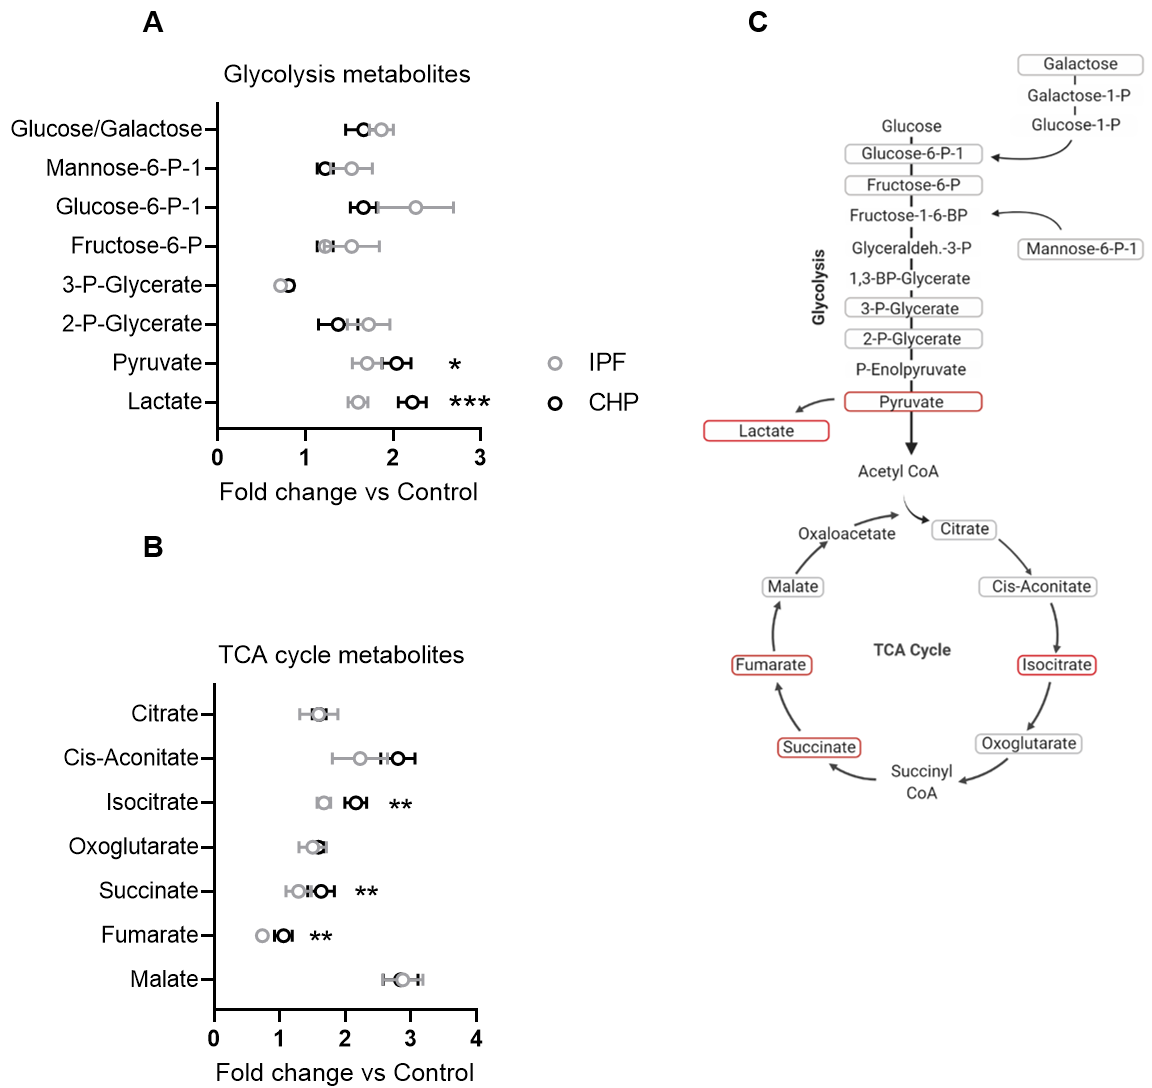 A
Glycolysis metabolites
Glucose/Galactose
Mannose-6-P-1
Glucose-6-P-1
Fructose-6-P
3-P-Glycerate
2-P-Glycerate
Pyruvate
*
Lactate
***
0 1 2 3
Fold change vs Control
IPF
CHP
B
TCA cycle metabolites
Citrate
Cis-Aconitate
Isocitrate
**
Oxoglutarate
Succinate
**
Fumarate
**
Malate
0 1 2 3 4
Fold change vs Control
C
Galactose
Galactose-1-P
Glucose-1-P
Glucose
Glucose-6-P-1
Fructose-6-P
Fructose-1-6-BP
Mannose-6-P-1
Glyceraldeh.-3-P
Glycolysis
1,3-BP-Glycerate
3-P-Glycerate
2-P-Glycerate
P-Enolpyruvate
Pyruvate
Lactate
Acetyl CoA
Oxaloacetate
Citrate
Malate
Cis-Aconitate
TCA Cycle
Fumarate
Isocitrate
Succinate
Oxoglutarate
Succinyl
CoA